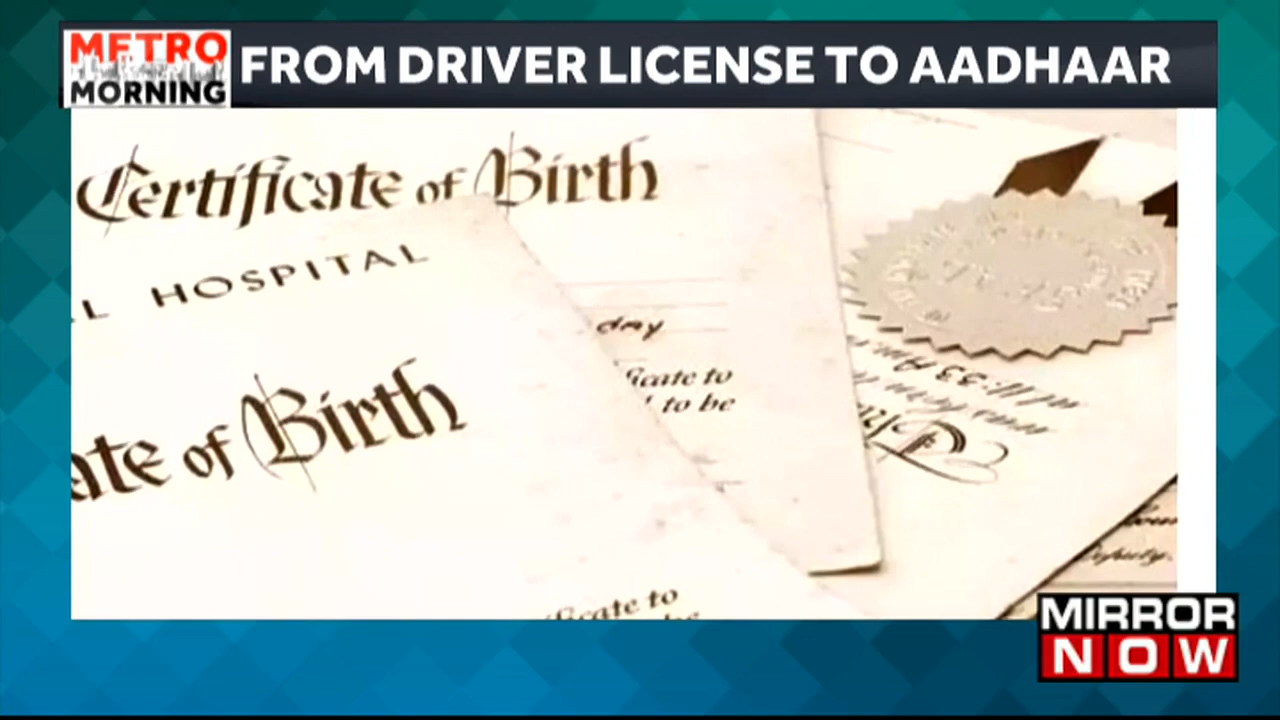 METRO
MORNING
FROM DRIVER LICENSE TO AADHAAR
Certificate of Birth
L HOSPITAL
day
ficate to
to be
ate of Birth
ficate to
MIRROR
NOW